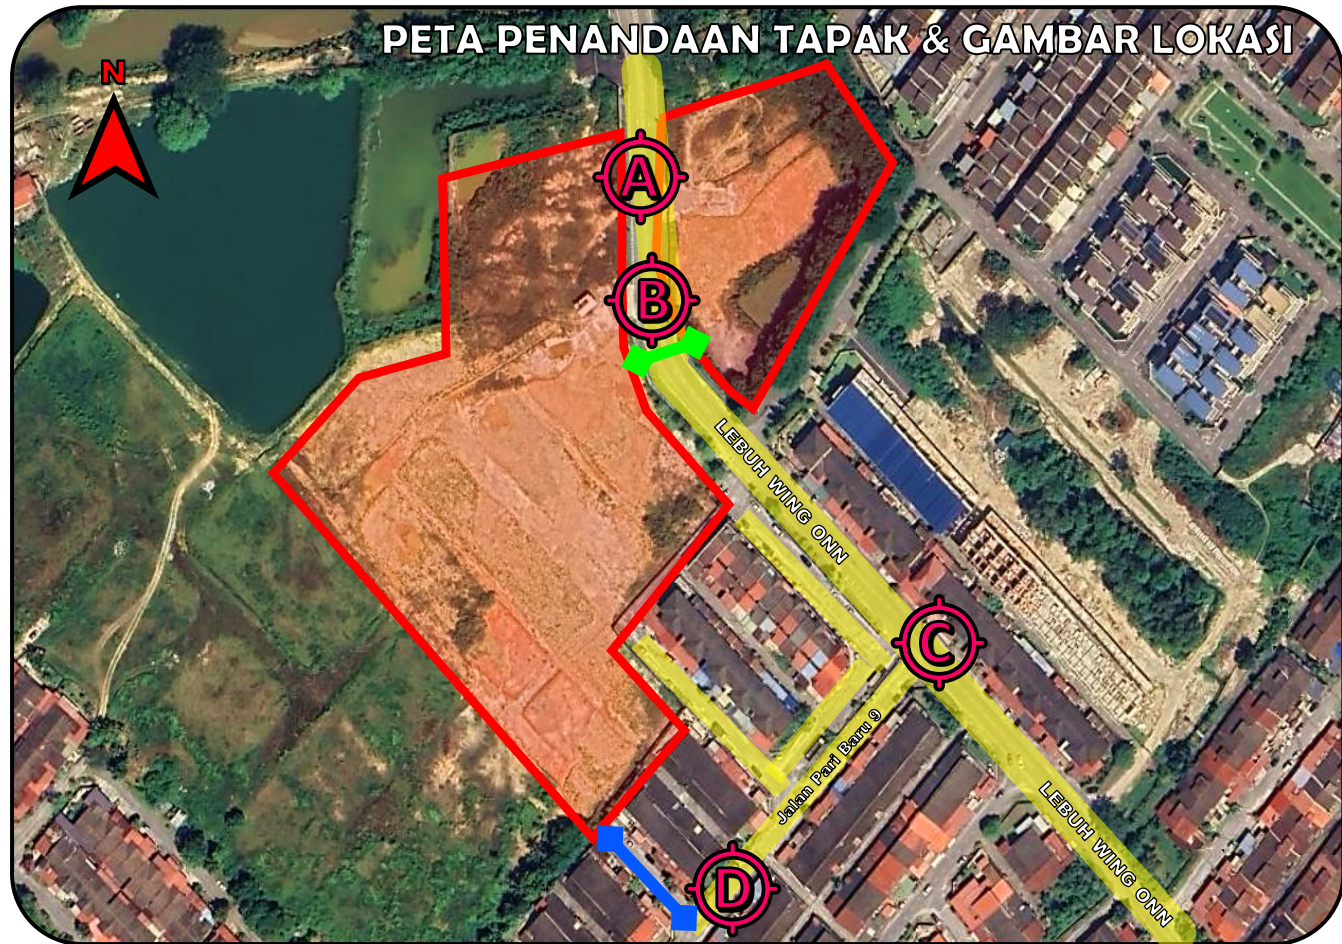 PETA PENANDAAN TAPAK & GAMBAR LOKASI
N
A
B
LEBUH WING ONN
C
Jalan Pari Baru 9
LEBUH WING ONN
D